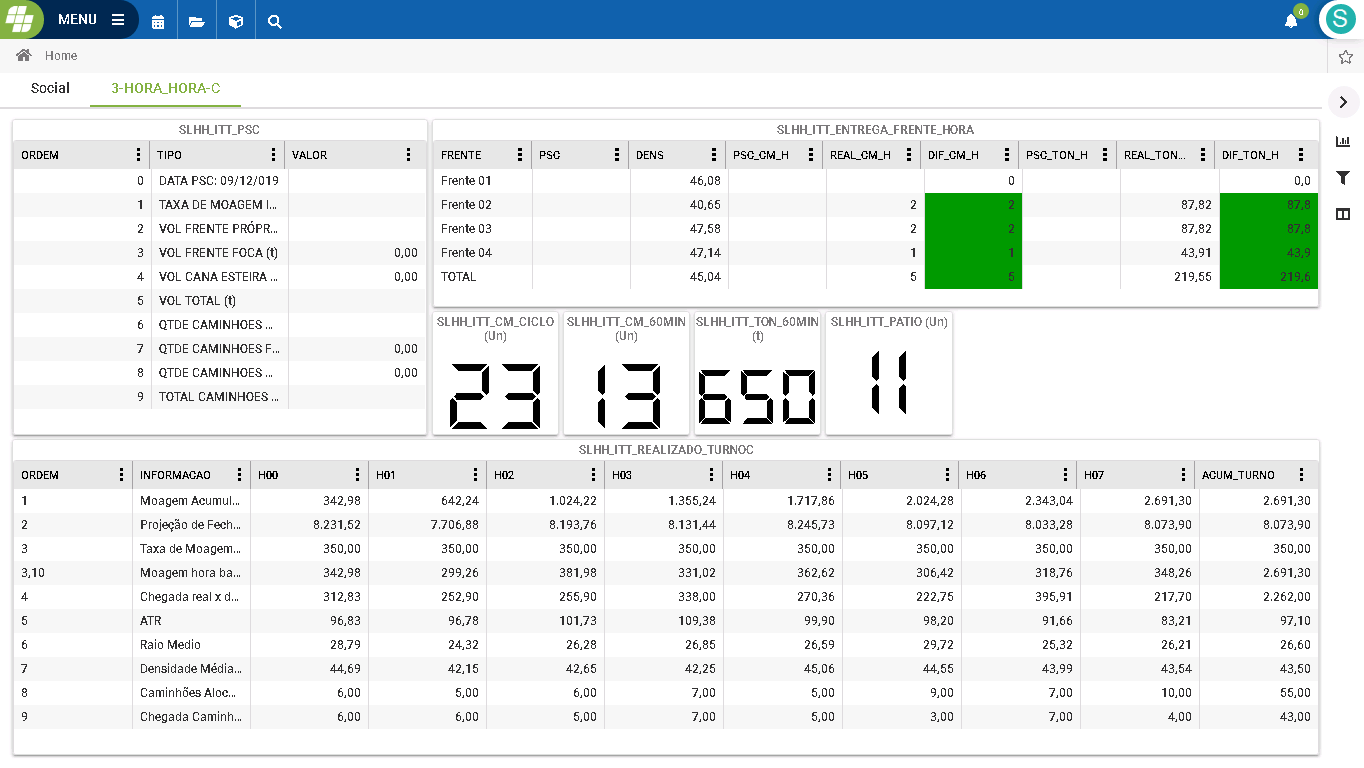 MENU
0
S
Home
Social 3-HORA_HORA-C
SLHH_ITT_PSC
ORDEM TIPO VALOR
0 DATA PSC: 09/12/019
1 TAXA DE MOAGEM I...
2 VOL FRENTE PRÓPR...
3 VOL FRENTE FOCA (t) 0,00
4 VOL CANA ESTEIRA ... 0,00
5 VOL TOTAL (t)
6 QTDE CAMINHOES ...
7 QTDE CAMINHOES F... 0,00
8 QTDE CAMINHOES ... 0,00
9 TOTAL CAMINHOES ...
SLHH_ITT_ENTREGA_FRENTE_HORA
FRENTE PSC DENS PSC_CM_H REAL_CM_H DIF_CM_H PSC_TON_H REAL_TON... DIF_TON_H
Frente 01 46,08 0 0,0
Frente 02 40,65 2 2 87,82 87,8
Frente 03 47,58 2 2 87,82 87,8
Frente 04 47,14 1 1 43,91 43,9
TOTAL 45,04 5 5 219,55 219,6
SLHH_ITT_CM_CICLO
(Un)
23
SLHH_ITT_CM_60MIN
(Un)
13
SLHH_ITT_TON_60MIN
(t)
650
SLHH_ITT_PATIO (Un)
11
SLHH_ITT_REALIZADO_TURNOC
ORDEM INFORMACAO H00 H01 H02 H03 H04 H05 H06 H07 ACUM_TURNO
1 Moagem Acumul... 342,98 642,24 1.024,22 1.355,24 1.717,86 2.024,28 2.343,04 2.691,30 2.691,30
2 Projeção de Fech... 8.231,52 7.706,88 8.193,76 8.131,44 8.245,73 8.097,12 8.033,28 8.073,90 8.073,90
3 Taxa de Moagem... 350,00 350,00 350,00 350,00 350,00 350,00 350,00 350,00 350,00
3,10 Moagem hora ba... 342,98 299,26 381,98 331,02 362,62 306,42 318,76 348,26 2.691,30
4 Chegada real x d... 312,83 252,90 255,90 338,00 270,36 222,75 395,91 217,70 2.262,00
5 ATR 96,83 96,78 101,73 109,38 99,90 98,20 91,66 83,21 97,10
6 Raio Medio 28,79 24,32 26,28 26,85 26,59 29,72 25,32 26,21 26,60
7 Densidade Média... 44,69 42,15 42,65 42,25 45,06 44,55 43,99 43,54 43,50
8 Caminhões Aloc... 6,00 5,00 6,00 7,00 5,00 9,00 7,00 10,00 55,00
9 Chegada Caminh... 6,00 6,00 5,00 7,00 5,00 3,00 7,00 4,00 43,00